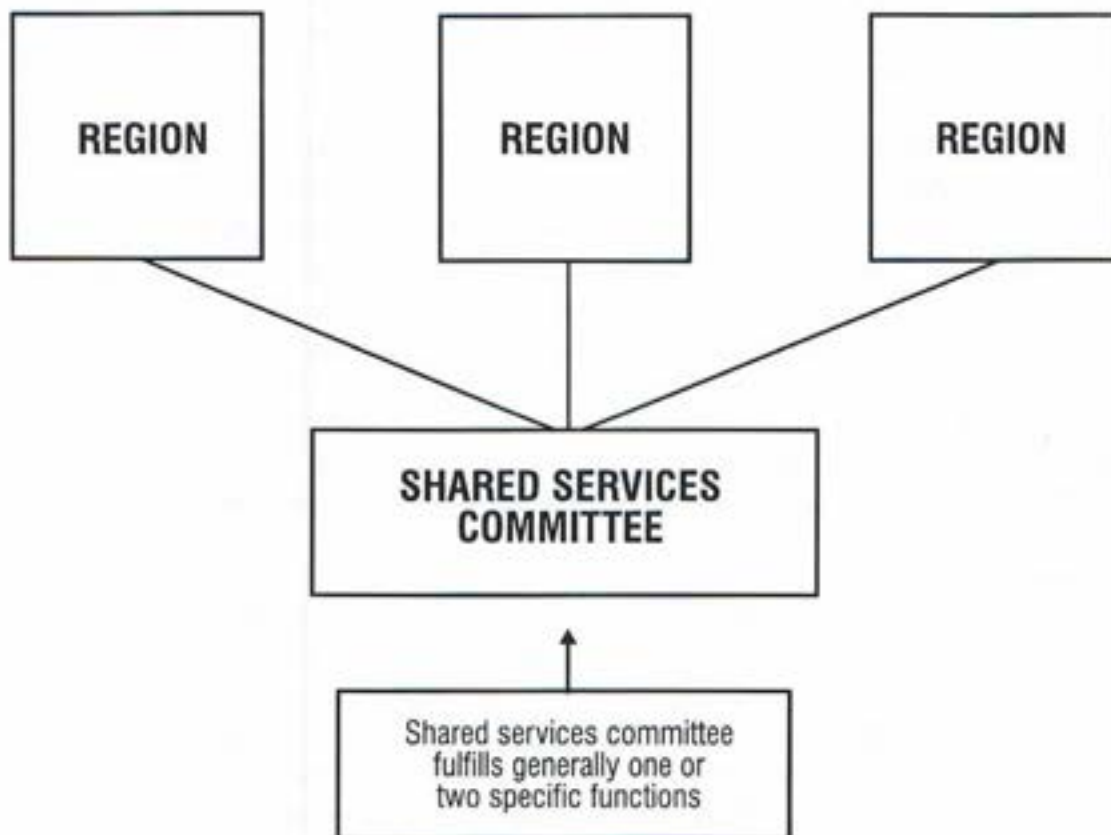 REGION
REGION
REGION
SHARED SERVICES
COMMITTEE
Shared services committee
fulfills generally one or
two specific functions